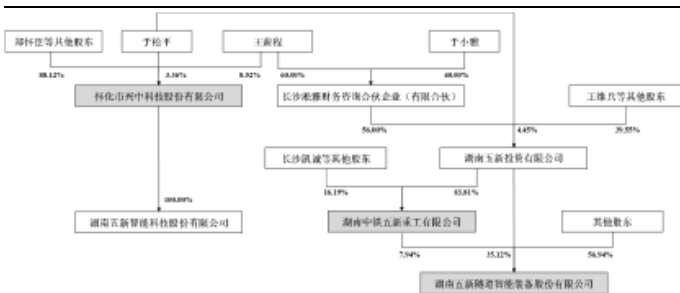 郑怀臣等其他股东 于松平 王薪程 于小雅
88.12% 3.36% 8.52% 60.00% 40.00%
怀化市兴中科技股份有限公司 长沙淞雅财务咨询合伙企业（有限合伙） 王维兵等其他股东
56.00% 4.45% 39.55%
长沙凯诚等其他股东 湖南五新投资有限公司
16.19% 83.81%
100.00%
湖南五新智能科技股份有限公司 湖南中铁五新重工有限公司 其他股东
7.94% 35.12% 56.94%
湖南五新隧道智能装备股份有限公司